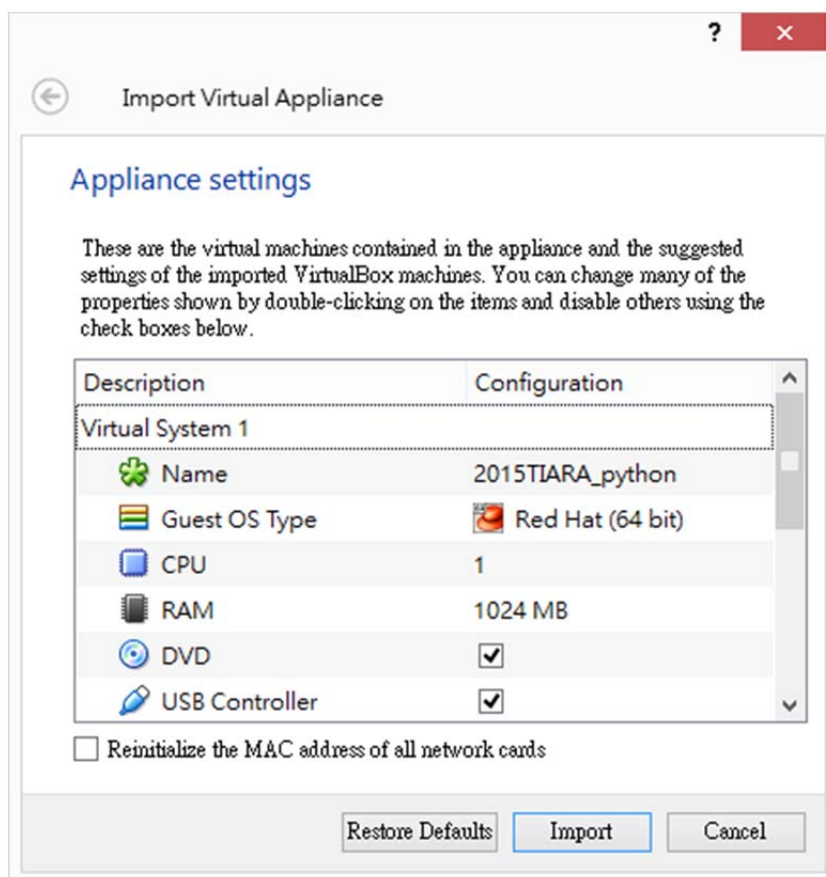 ?
Import Virtual Appliance
Appliance settings
These are the virtual machines contained in the appliance and the suggested
settings of the imported VirtualBox machines. You can change many of the
properties shown by double-clicking on the items and disable others using the
check boxes below.
Description Configuration
Virtual System 1
Name 2015TIARA_python
Guest OS Type Red Hat (64 bit)
CPU 1
RAM 1024 MB
DVD
USB Controller
Reinitialize the MAC address of all network cards
Restore Defaults Import Cancel